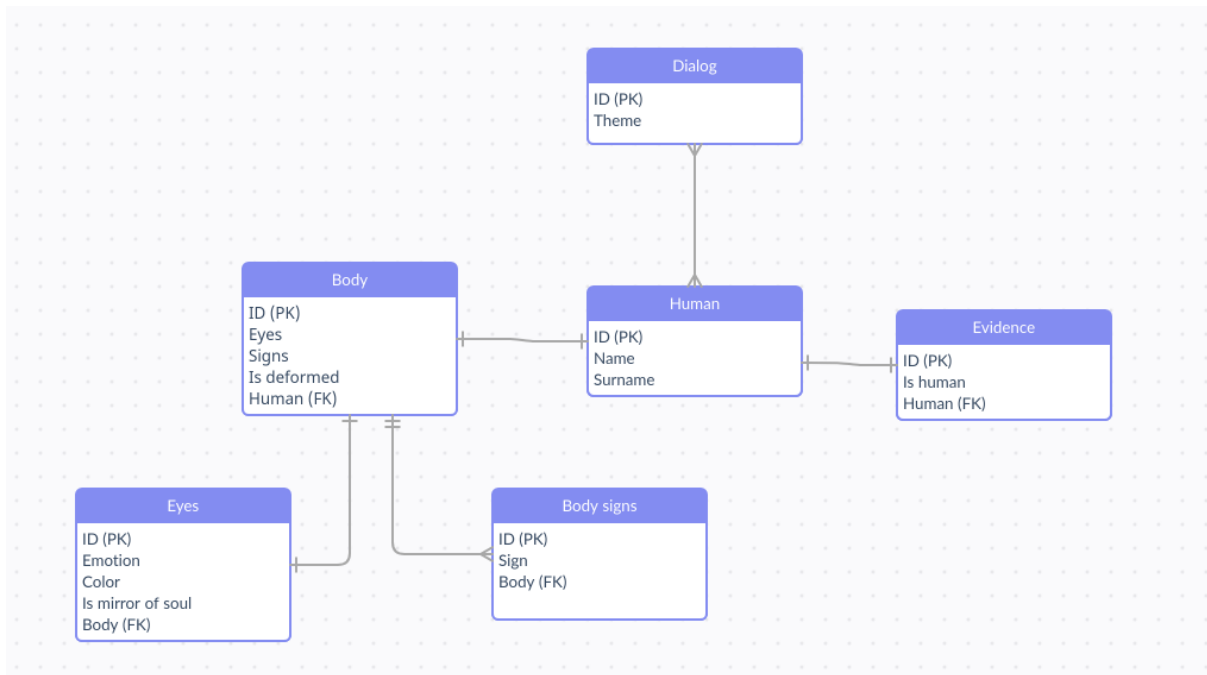 Dialog
ID (PK)
Theme
Body
ID (PK)
Eyes
Signs
Is deformed
Human (FK)
Human
ID (PK)
Name
Surname
Evidence
ID (PK)
Is human
Human (FK)
Eyes
ID (PK)
Emotion
Color
Is mirror of soul
Body (FK)
Body signs
ID (PK)
Sign
Body (FK)